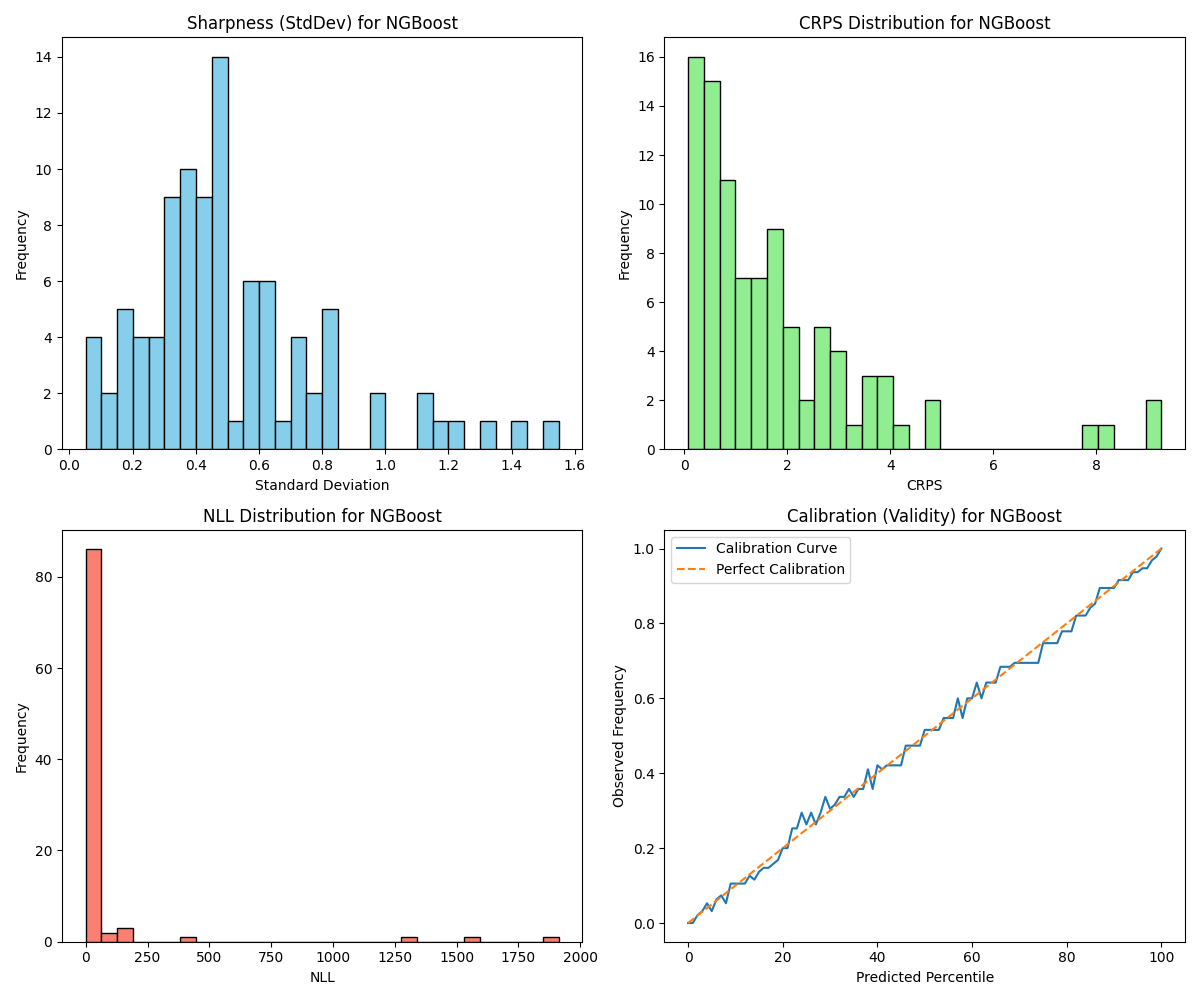 Sharpness (StdDev) for NGBoost
Frequency
14
12
10
8
6
4
2
0
0.0 0.2 0.4 0.6 0.8 1.0 1.2 1.4 1.6
Standard Deviation
CRPS Distribution for NGBoost
Frequency
16
14
12
10
8
6
4
2
0
0 2 4 6 8
CRPS
NLL Distribution for NGBoost
Frequency
80
60
40
20
0
0 250 500 750 1000 1250 1500 1750 2000
NLL
Calibration (Validity) for NGBoost
Calibration Curve
Perfect Calibration
Observed Frequency
1.0
0.8
0.6
0.4
0.2
0.0
0 20 40 60 80 100
Predicted Percentile